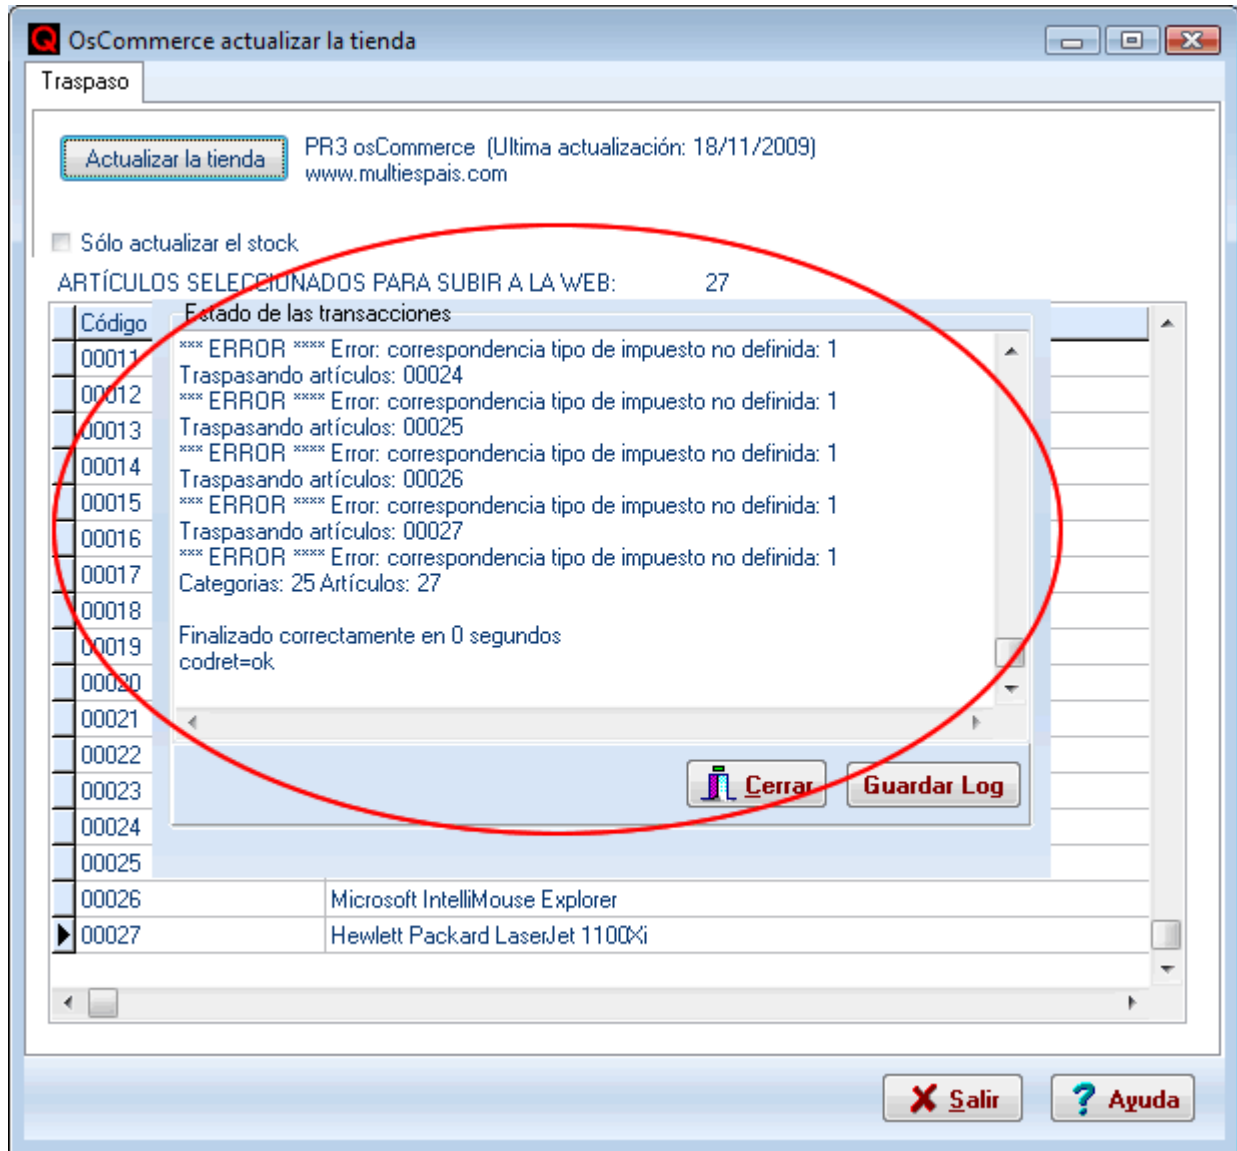 OsCommerce actualizar la tienda
Traspaso
Actualizar la tienda
PR3 osCommerce (Ultima actualización: 18/11/2009)
www.multiespais.com
Sólo actualizar el stock
ARTÍCULOS SELECCIONADOS PARA SUBIR A LA WEB: 27
Código
00011
00012
00013
00014
00015
00016
00017
00018
00019
00020
00021
00022
00023
00024
00025
00026 Microsoft IntelliMouse Explorer
00027 Hewlett Packard LaserJet 1100Xi
Estado de las transacciones
*** ERROR **** Error: correspondencia tipo de impuesto no definida: 1
Traspasando artículos: 00024
*** ERROR **** Error: correspondencia tipo de impuesto no definida: 1
Traspasando artículos: 00025
*** ERROR **** Error: correspondencia tipo de impuesto no definida: 1
Traspasando artículos: 00026
*** ERROR **** Error: correspondencia tipo de impuesto no definida: 1
Traspasando artículos: 00027
*** ERROR **** Error: correspondencia tipo de impuesto no definida: 1
Categorias: 25 Artículos: 27
Finalizado correctamente en 0 segundos
codret=ok
Cerrar
Guardar Log
Salir
Ayuda